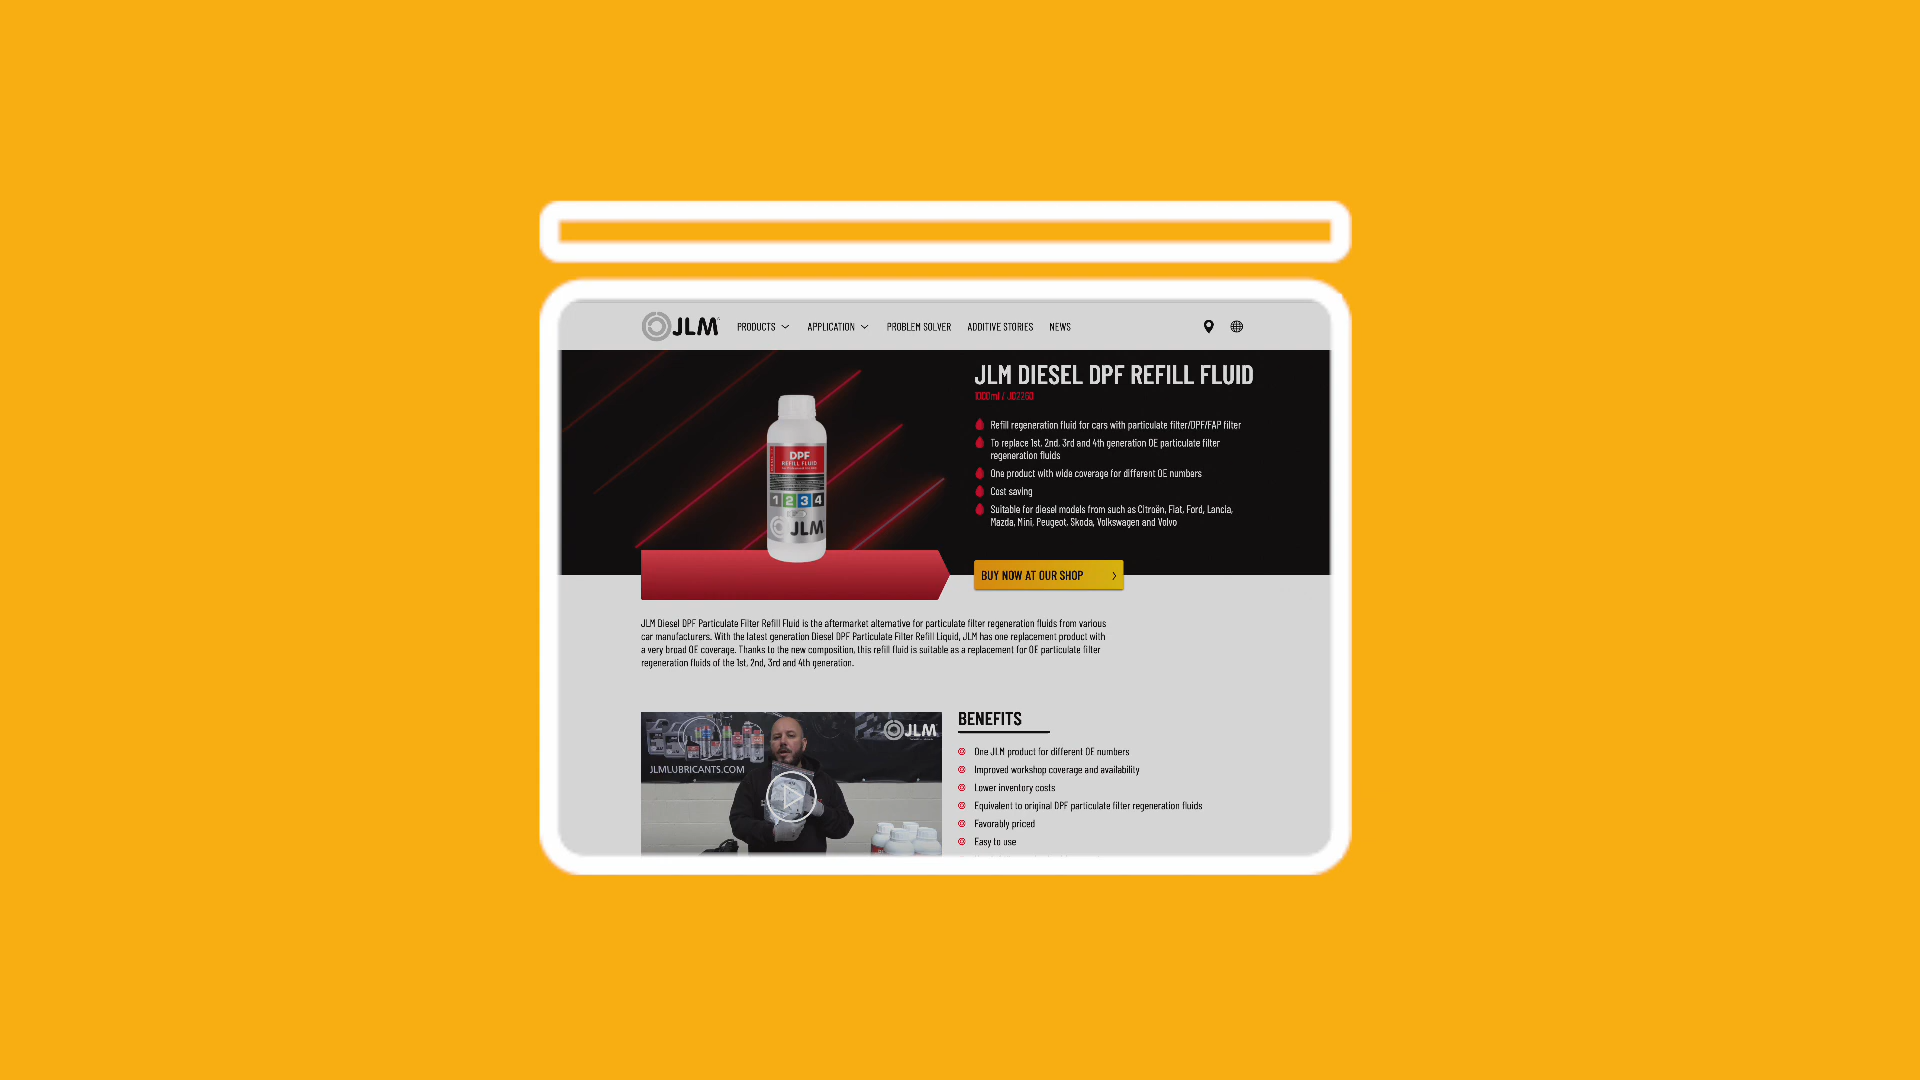 JLM
PRODUCTS
APPLICATION
PROBLEM SOLVER
ADDITIVE STORIES
NEWS
JLM DIESEL DPF REFILL FLUID
1000ml / J02260
Refill regeneration fluid for cars with particulate filter/DPF/FAP filter
To replace 1st, 2nd, 3rd and 4th generation OE particulate filter
regeneration fluids
One product with wide coverage for different OE numbers
Cost saving
Suitable for diesel models from such as Citroën, Fiat, Ford, Lancia,
Mazda, Mini, Peugeot, Skoda, Volkswagen and Volvo
DPF
REFILL FLUID
1 2 3 4
JLM
BUY NOW AT OUR SHOP
JLM Diesel DPF Particulate Filter Refill Fluid is the aftermarket alternative for particulate filter regeneration fluids from various
car manufacturers. With the latest generation Diesel DPF Particulate Filter Refill Liquid, JLM has one replacement product with
a very broad OE coverage. Thanks to the new composition, this refill fluid is suitable as a replacement for OE particulate filter
regeneration fluids of the 1st, 2nd, 3rd and 4th generation.
JLM
JLMLUBRICANTS.COM
BENEFITS
One JLM product for different OE numbers
Improved workshop coverage and availability
Lower inventory costs
Equivalent to original DPF particulate filter regeneration fluids
Favorably priced
Easy to use